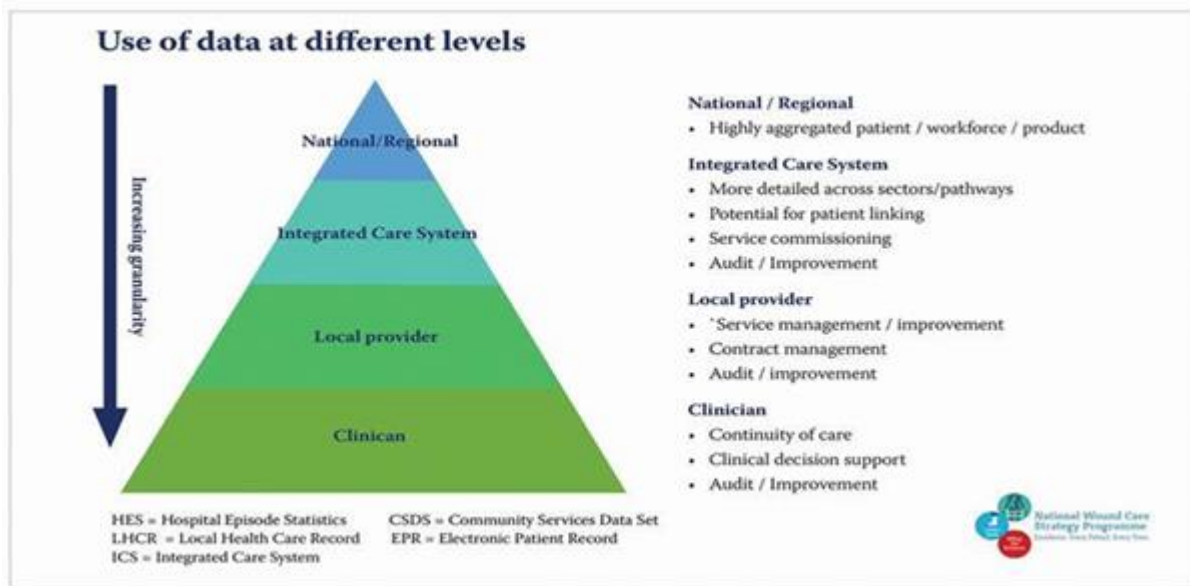 Use of data at different levels
Increasing granularity
National/Regional
Integrated Care System
Local provider
Clinican
National / Regional
• Highly aggregated patient / workforce / product
Integrated Care System
• More detailed across sectors/pathways
• Potential for patient linking
• Service commissioning
• Audit / Improvement
Local provider
• `Service management / improvement
• Contract management
• Audit / improvement
Clinician
• Continuity of care
• Clinical decision support
• Audit / Improvement
HES = Hospital Episode Statistics
LHCR = Local Health Care Record
ICS = Integrated Care System
CSDS = Community Services Data Set
EPR = Electronic Patient Record
National Wound Care
Strategy Programme